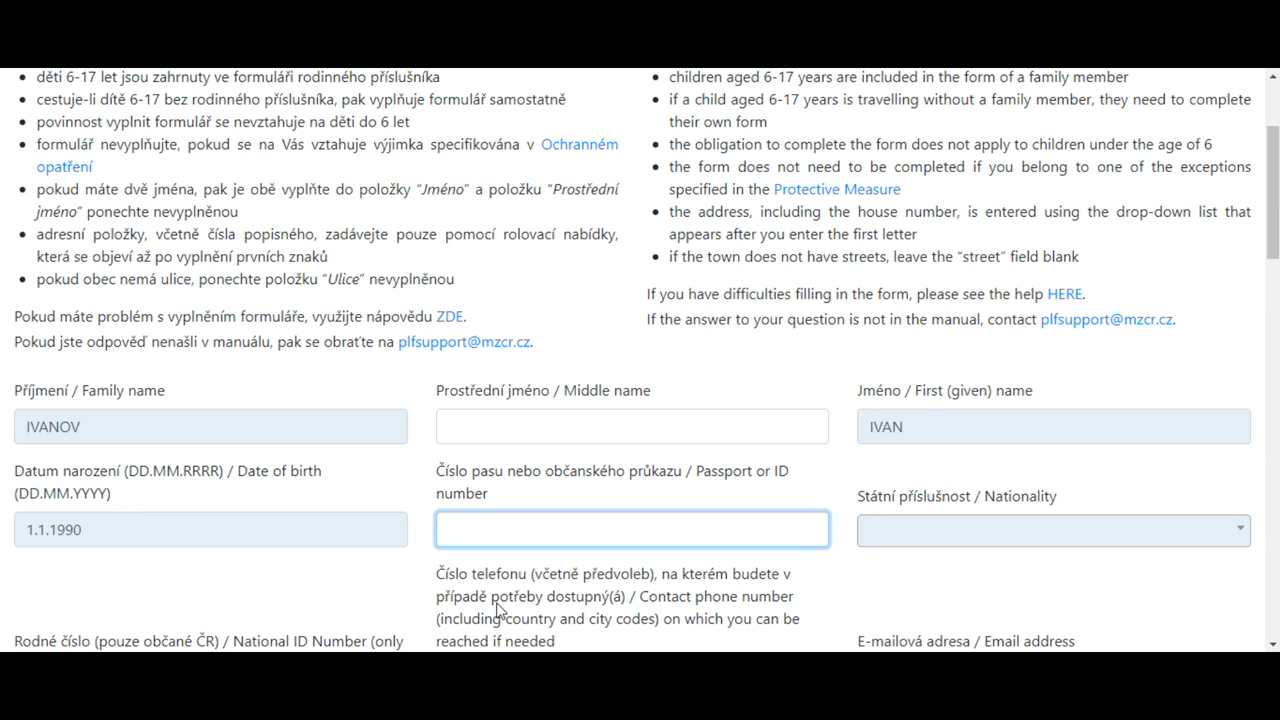 děti 6-17 let jsou zahrnuty ve formuláři rodinného příslušníka
cestuje-li dítě 6-17 bez rodinného příslušníka, pak vyplňuje formulář samostatně
povinnost vyplnit formulář se nevztahuje na děti do 6 let
formulář nevyplňujte, pokud se na Vás vztahuje výjimka specifikována v Ochranném
opatření
pokud máte dvě jména, pak je obě vyplňte do položky "Jméno" a položku "Prostřední
jméno" ponechte nevyplněnou
adresní položky, včetně čísla popisného, zadávejte pouze pomocí rolovací nabídky,
která se objeví až po vyplnění prvních znaků
pokud obec nemá ulice, ponechte položku "Ulice" nevyplněnou
Pokud máte problém s vyplněním formuláře, využijte nápovědu ZDE.
Pokud jste odpověď nenašli v manuálu, pak se obraťte na plfsupport@mzcr.cz.
children aged 6-17 years are included in the form of a family member
if a child aged 6-17 years is travelling without a family member, they need to complete
their own form
the obligation to complete the form does not apply to children under the age of 6
the form does not need to be completed if you belong to one of the exceptions
specified in the Protective Measure
the address, including the house number, is entered using the drop-down list that
appears after you enter the first letter
if the town does not have streets, leave the "street" field blank
If you have difficulties filling in the form, please see the help HERE.
If the answer to your question is not in the manual, contact plfsupport@mzcr.cz.
Příjmení / Family name
Prostřední jméno / Middle name
Jméno / First (given) name
IVANOV
IVAN
Datum narození (DD.MM.RRRR) / Date of birth
(DD.MM.YYYY)
Číslo pasu nebo občanského průkazu / Passport or ID
number
Státní příslušnost / Nationality
1.1.1990
Číslo telefonu (včetně předvoleb), na kterém budete v
případě potřeby dostupný(á) / Contact phone number
(including country and city codes) on which you can be
reached if needed
Rodné číslo (pouze občané ČR) / National ID Number (only
E-mailová adresa / Email address